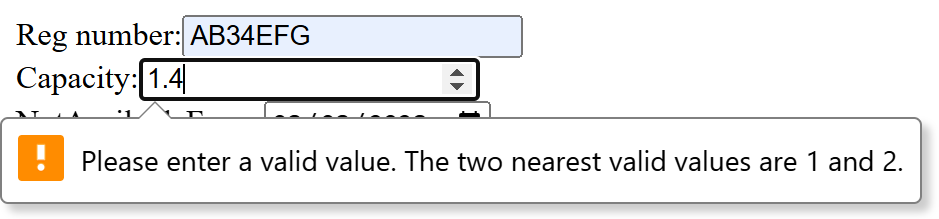 Reg number: AB34EFG
Capacity: 1.4
Please enter a valid value. The two nearest valid values are 1 and 2.